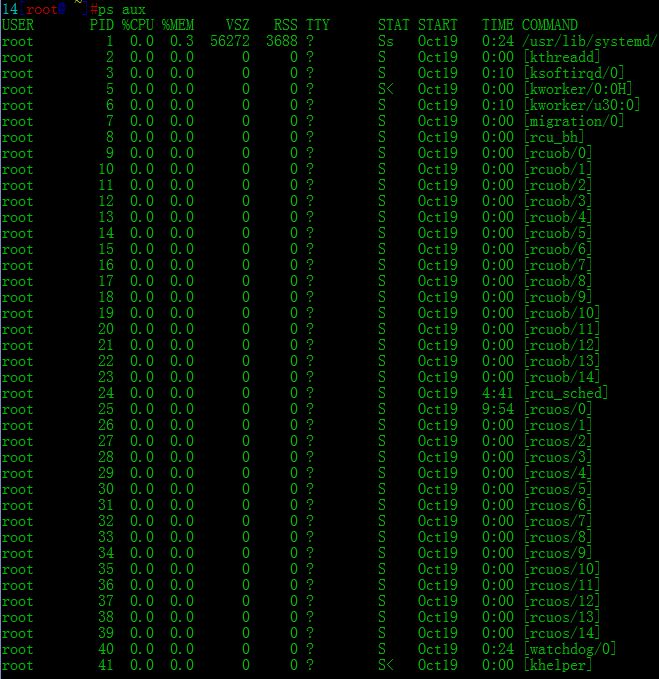 14[root@ ~]#ps aux
USER       PID %CPU %MEM    VSZ   RSS TTY      STAT START   TIME COMMAND
root         1  0.0  0.3  56272  3688 ?        Ss   Oct19   0:24 /usr/lib/systemd/
root         2  0.0  0.0      0     0 ?        S    Oct19   0:00 [kthreadd]
root         3  0.0  0.0      0     0 ?        S    Oct19   0:10 [ksoftirqd/0]
root         5  0.0  0.0      0     0 ?        S<   Oct19   0:00 [kworker/0:0H]
root         6  0.0  0.0      0     0 ?        S    Oct19   0:10 [kworker/u30:0]
root         7  0.0  0.0      0     0 ?        S    Oct19   0:00 [migration/0]
root         8  0.0  0.0      0     0 ?        S    Oct19   0:00 [rcu_bh]
root         9  0.0  0.0      0     0 ?        S    Oct19   0:00 [rcuob/0]
root        10  0.0  0.0      0     0 ?        S    Oct19   0:00 [rcuob/1]
root        11  0.0  0.0      0     0 ?        S    Oct19   0:00 [rcuob/2]
root        12  0.0  0.0      0     0 ?        S    Oct19   0:00 [rcuob/3]
root        13  0.0  0.0      0     0 ?        S    Oct19   0:00 [rcuob/4]
root        14  0.0  0.0      0     0 ?        S    Oct19   0:00 [rcuob/5]
root        15  0.0  0.0      0     0 ?        S    Oct19   0:00 [rcuob/6]
root        16  0.0  0.0      0     0 ?        S    Oct19   0:00 [rcuob/7]
root        17  0.0  0.0      0     0 ?        S    Oct19   0:00 [rcuob/8]
root        18  0.0  0.0      0     0 ?        S    Oct19   0:00 [rcuob/9]
root        19  0.0  0.0      0     0 ?        S    Oct19   0:00 [rcuob/10]
root        20  0.0  0.0      0     0 ?        S    Oct19   0:00 [rcuob/11]
root        21  0.0  0.0      0     0 ?        S    Oct19   0:00 [rcuob/12]
root        22  0.0  0.0      0     0 ?        S    Oct19   0:00 [rcuob/13]
root        23  0.0  0.0      0     0 ?        S    Oct19   0:00 [rcuob/14]
root        24  0.0  0.0      0     0 ?        S    Oct19   4:41 [rcu_sched]
root        25  0.0  0.0      0     0 ?        S    Oct19   9:54 [rcuos/0]
root        26  0.0  0.0      0     0 ?        S    Oct19   0:00 [rcuos/1]
root        27  0.0  0.0      0     0 ?        S    Oct19   0:00 [rcuos/2]
root        28  0.0  0.0      0     0 ?        S    Oct19   0:00 [rcuos/3]
root        29  0.0  0.0      0     0 ?        S    Oct19   0:00 [rcuos/4]
root        30  0.0  0.0      0     0 ?        S    Oct19   0:00 [rcuos/5]
root        31  0.0  0.0      0     0 ?        S    Oct19   0:00 [rcuos/6]
root        32  0.0  0.0      0     0 ?        S    Oct19   0:00 [rcuos/7]
root        33  0.0  0.0      0     0 ?        S    Oct19   0:00 [rcuos/8]
root        34  0.0  0.0      0     0 ?        S    Oct19   0:00 [rcuos/9]
root        35  0.0  0.0      0     0 ?        S    Oct19   0:00 [rcuos/10]
root        36  0.0  0.0      0     0 ?        S    Oct19   0:00 [rcuos/11]
root        37  0.0  0.0      0     0 ?        S    Oct19   0:00 [rcuos/12]
root        38  0.0  0.0      0     0 ?        S    Oct19   0:00 [rcuos/13]
root        39  0.0  0.0      0     0 ?        S    Oct19   0:00 [rcuos/14]
root        40  0.0  0.0      0     0 ?        S    Oct19   0:24 [watchdog/0]
root        41  0.0  0.0      0     0 ?        S<   Oct19   0:00 [khelper]